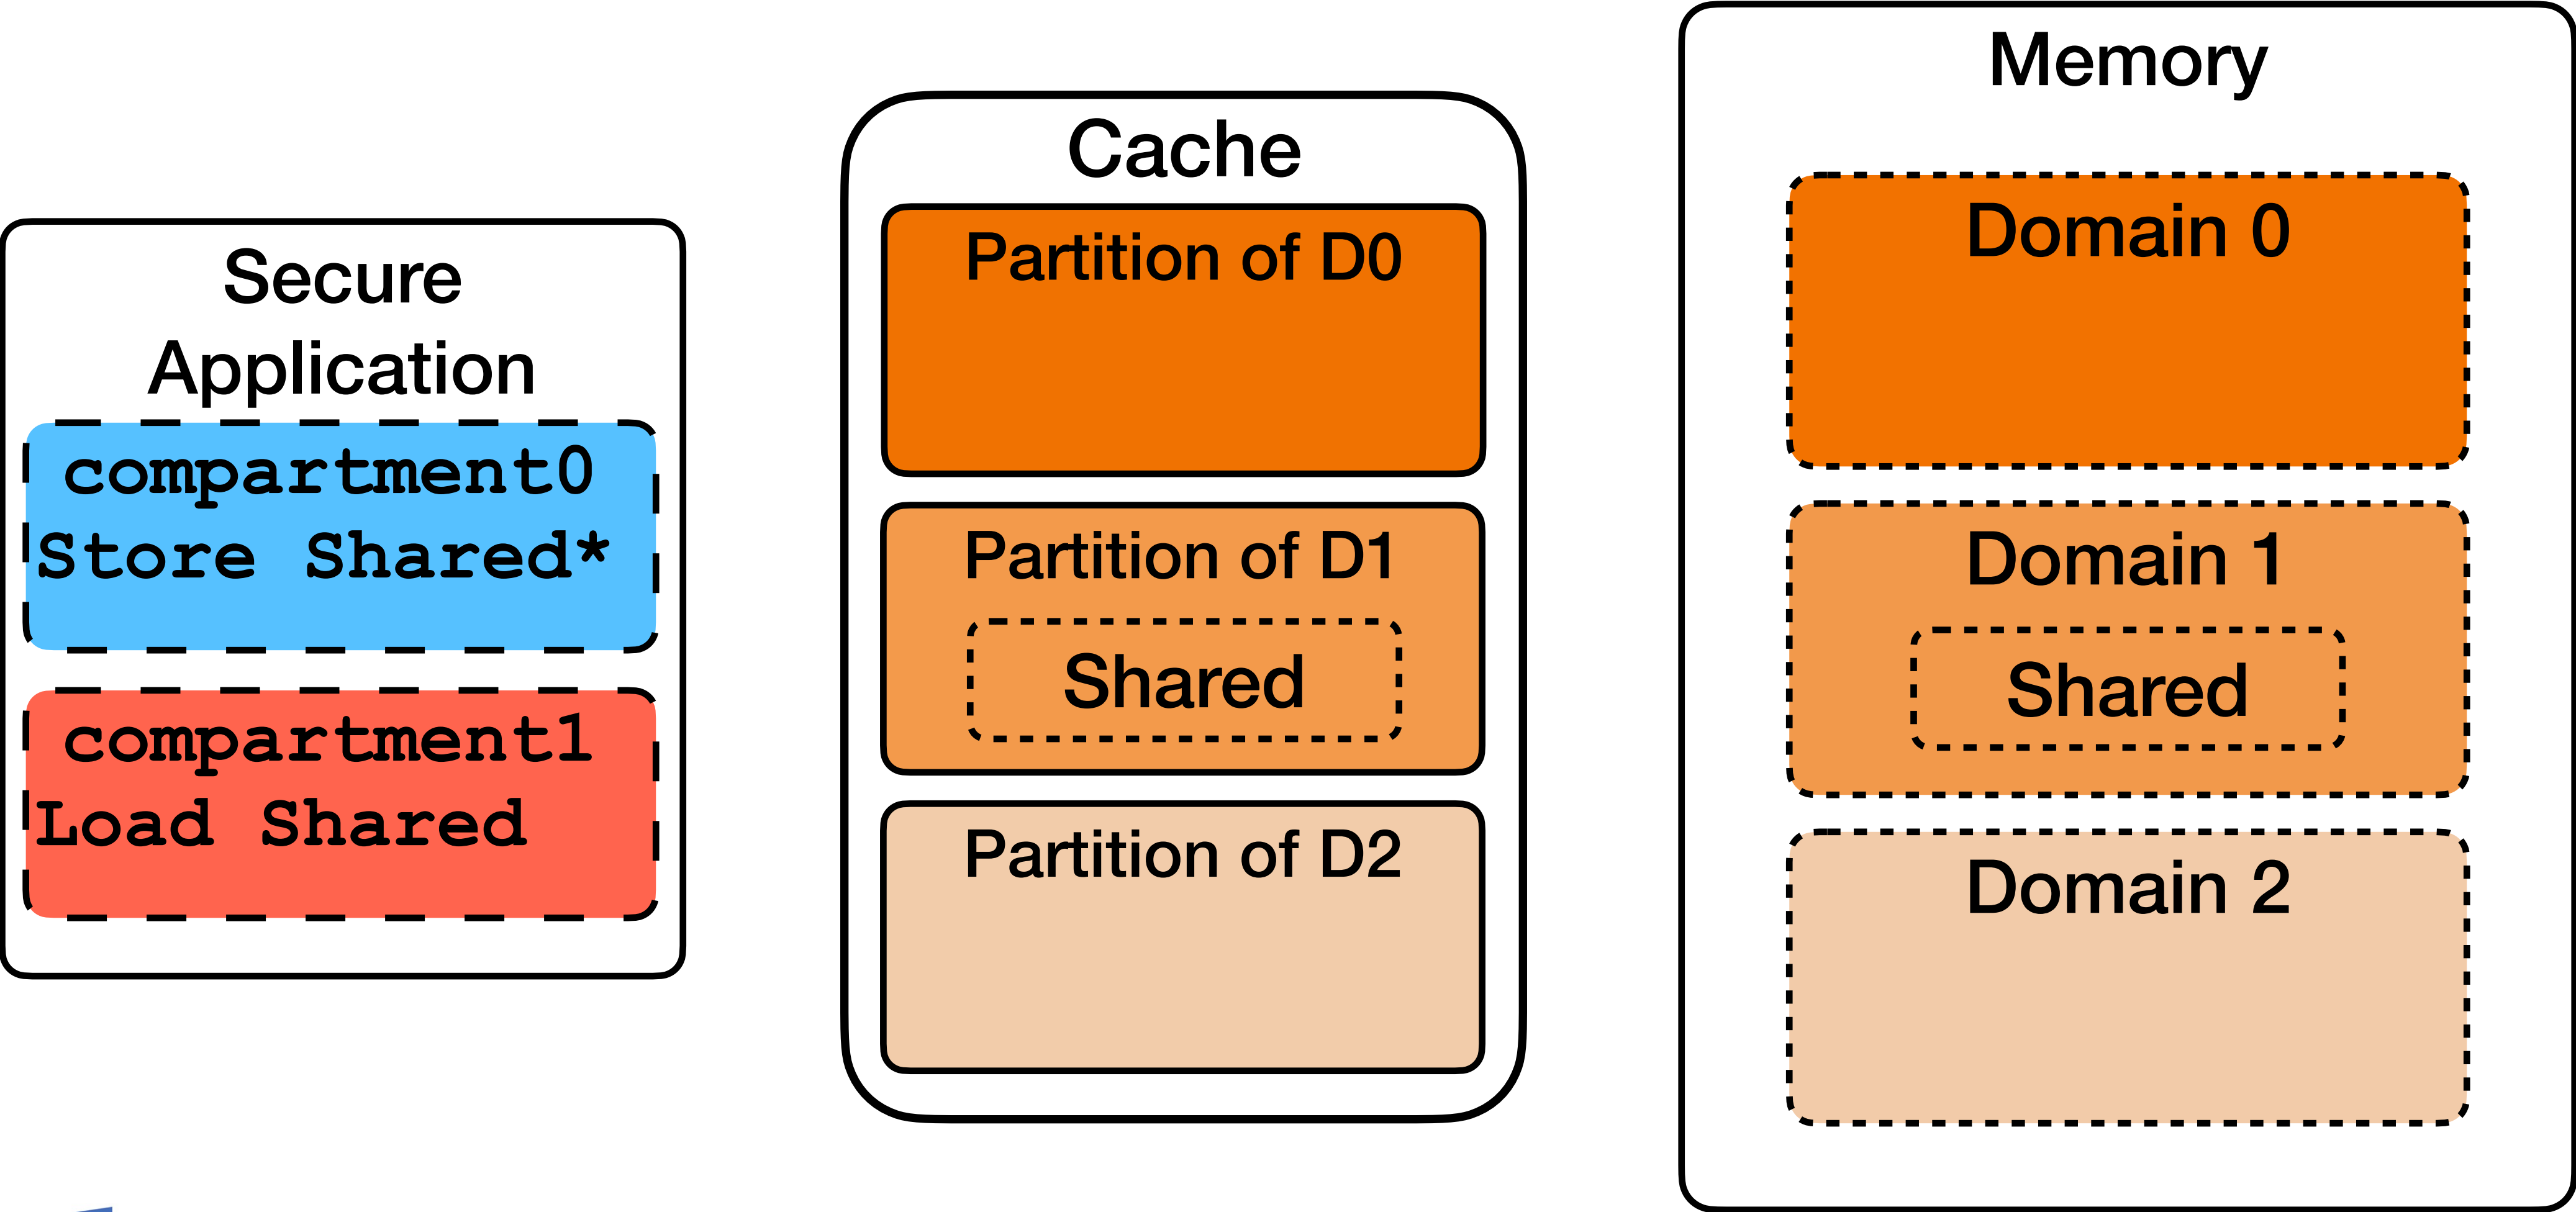 Secure
Application
compartment0
Store Shared*
compartment1
Load Shared
Cache
Partition of D0
Partition of D1
Shared
Partition of D2
Memory
Domain 0
Domain 1
Shared
Domain 2